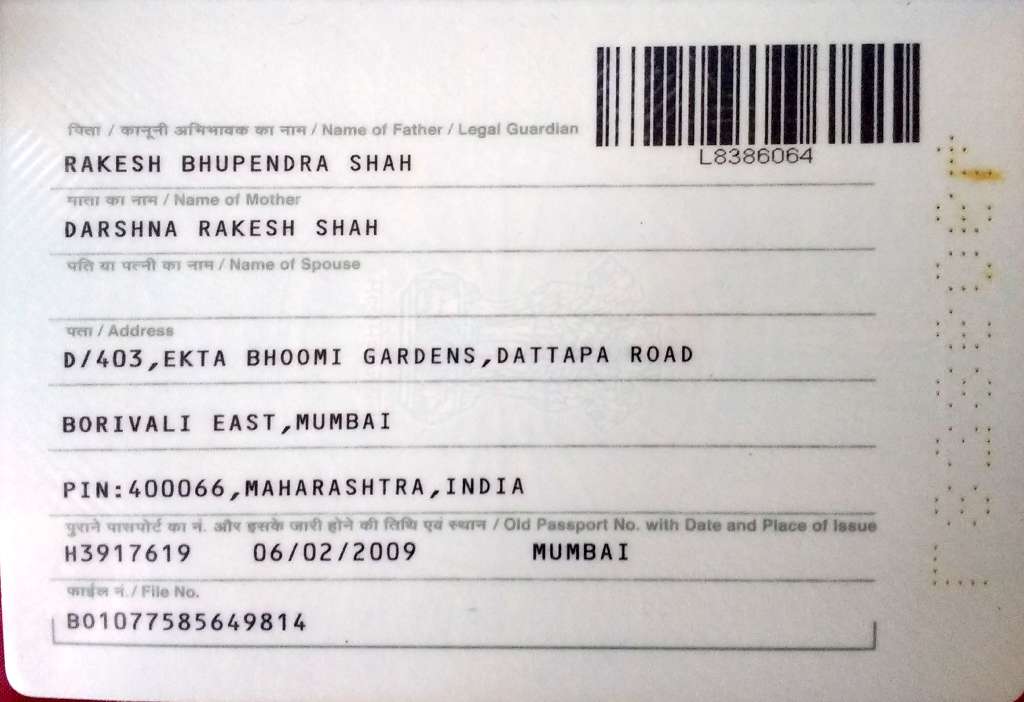 पिता / कानूनी अभिभावक का नाम / Name of Father / Legal Guardian
RAKESH BHUPENDRA SHAH
L8386064
माता का नाम / Name of Mother
DARSHNA RAKESH SHAH
पति या पत्नी का नाम / Name of Spouse
पता / Address
D/403,EKTA BHOOMI GARDENS,DATTAPA ROAD
BORIVALI EAST,MUMBAI
PIN:400066,MAHARASHTRA,INDIA
पुराने पासपोर्ट का नं. और इसके जारी होने की तिथि एवं स्थान / Old Passport No. with Date and Place of Issue
H3917619 06/02/2009 MUMBAI
फाईल नं./ File No.
BO1077585649814